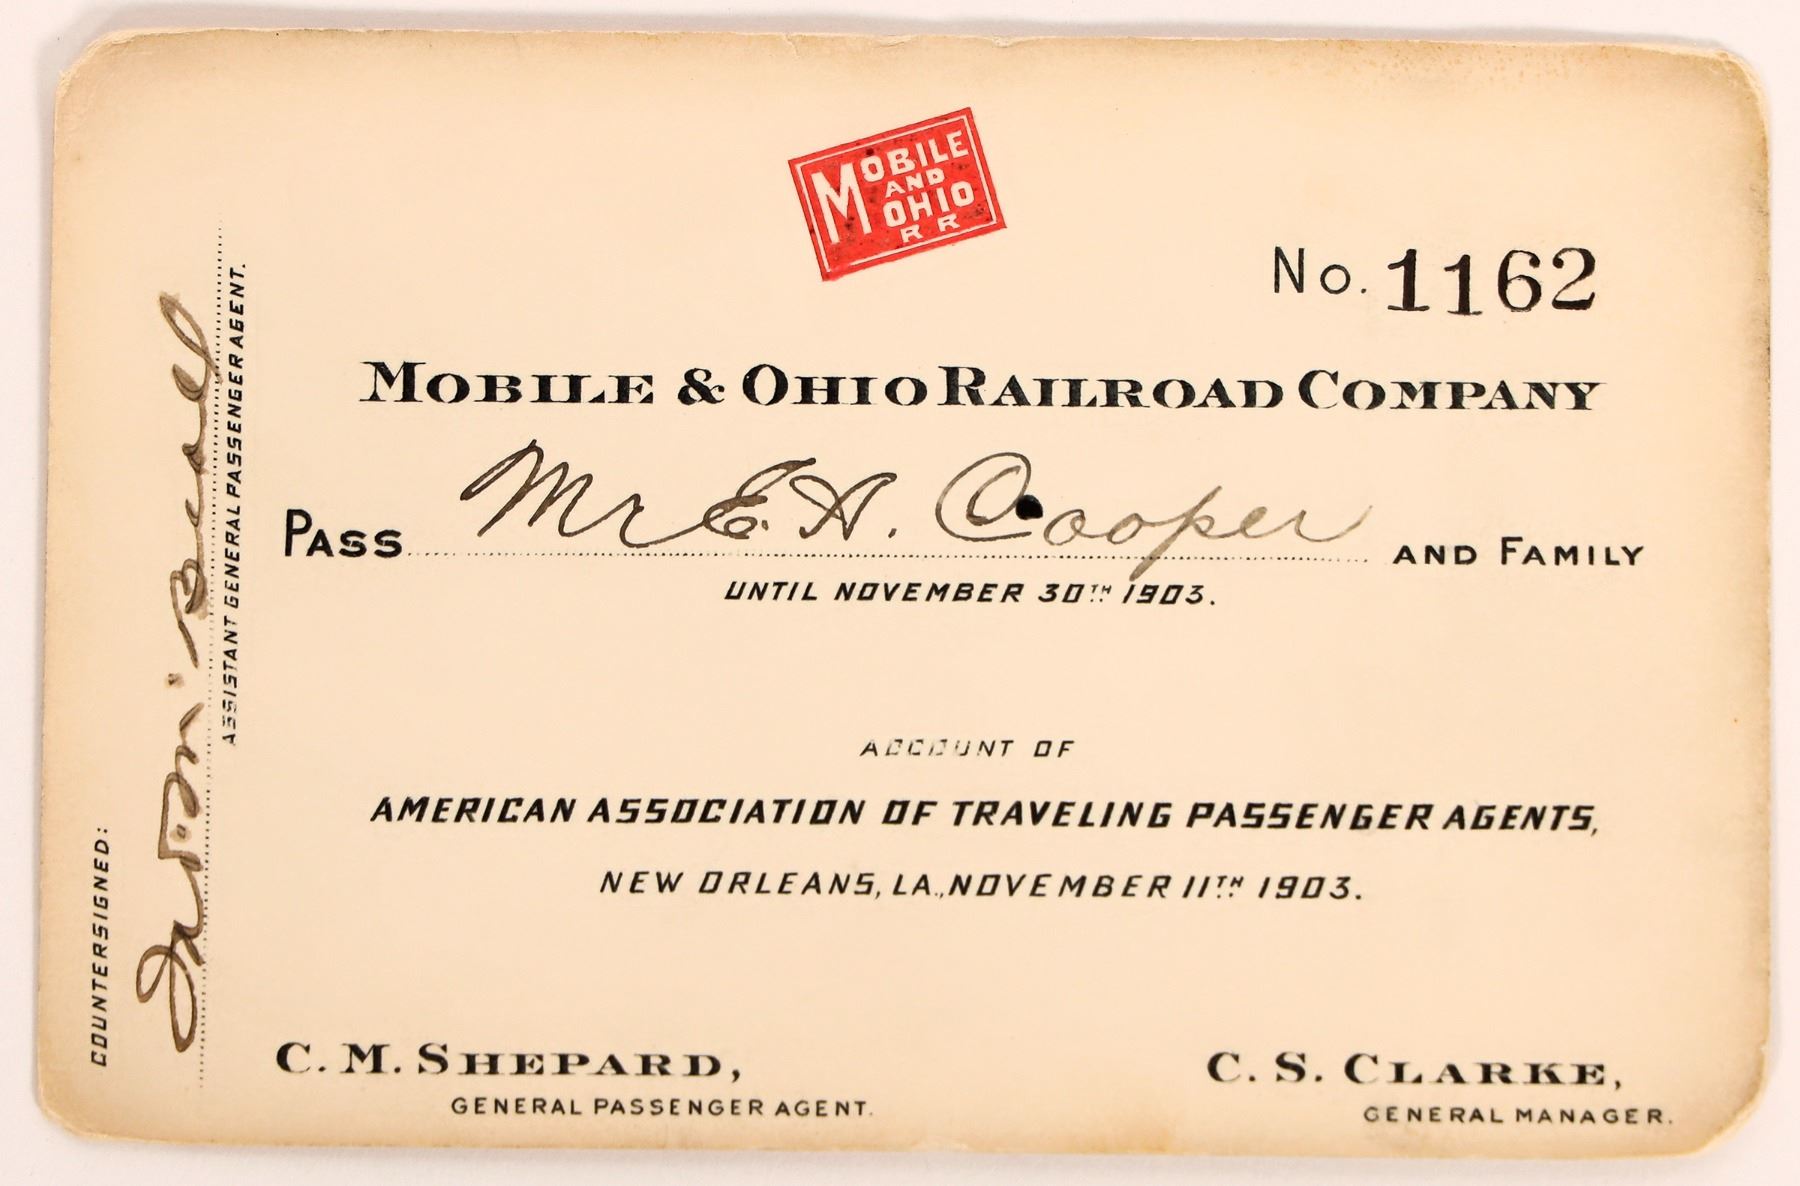 MOBILE
AND
OHIO
R R
No. 1162
MOBILE & OHIO RAILROAD COMPANY
PASS Mr E. A. Cooper AND FAMILY
UNTIL NOVEMBER 30TH 1903.
ACCOUNT OF
AMERICAN ASSOCIATION OF TRAVELING PASSENGER AGENTS,
NEW ORLEANS, LA., NOVEMBER 11TH 1903.
C. M. SHEPARD,
GENERAL PASSENGER AGENT.
C. S. CLARKE,
GENERAL MANAGER.
COUNTERSIGNED:
Beall
ASSISTANT GENERAL PASSENGER AGENT.